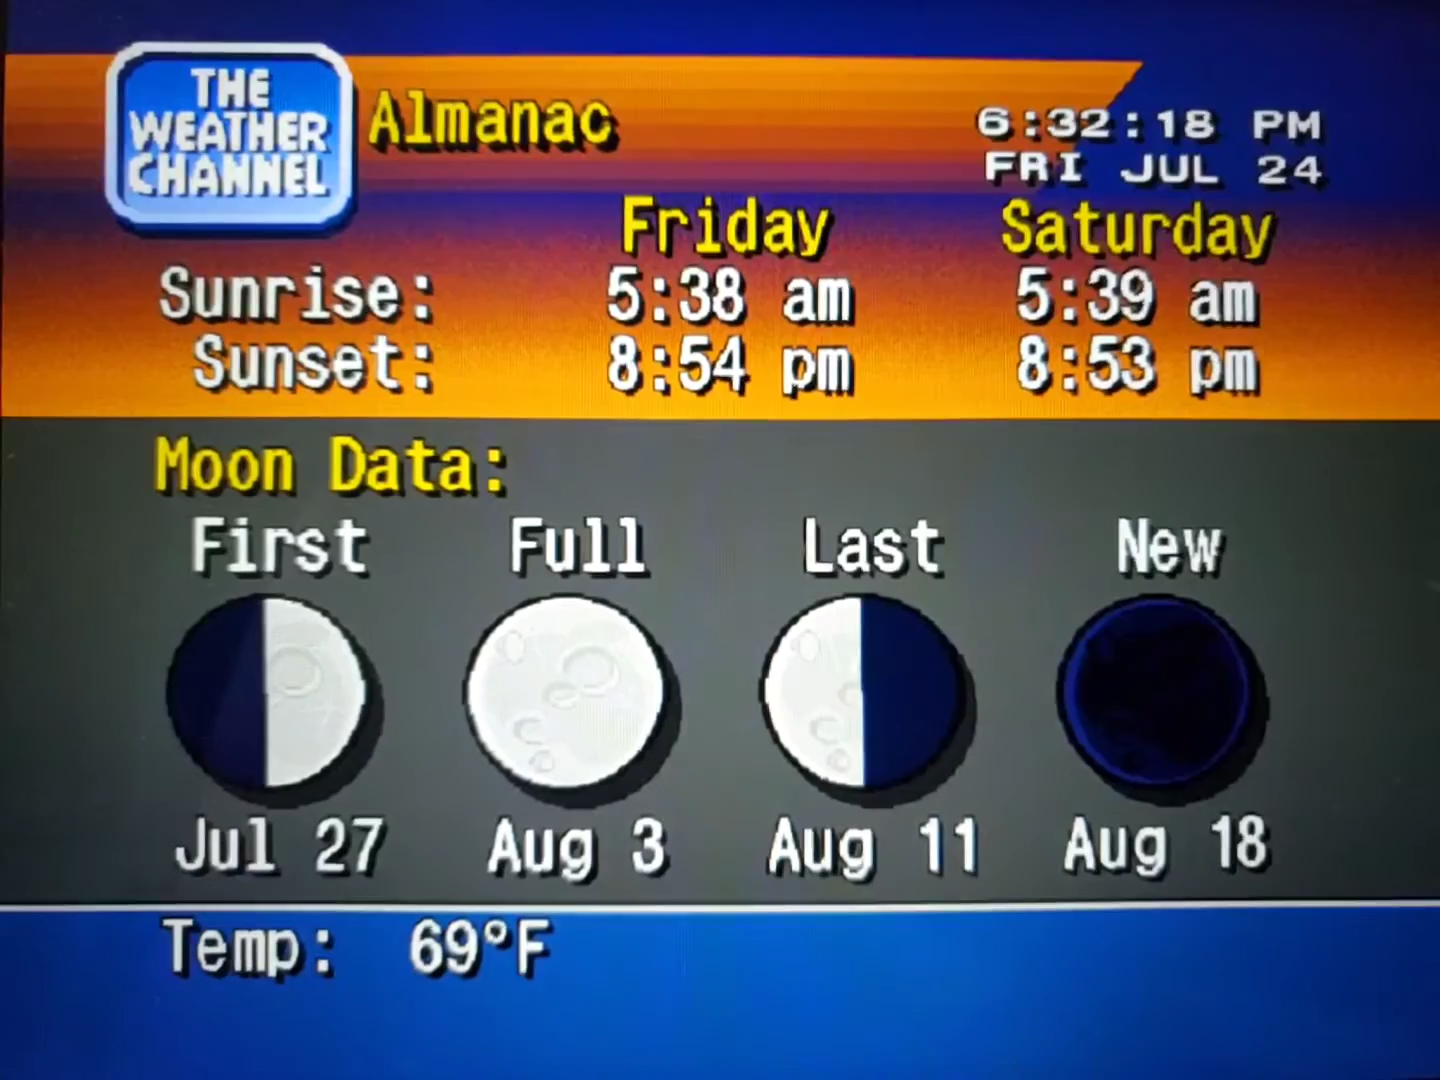 THE
WEATHER
CHANNEL
Almanac
6:32:18 PM
FRI JUL 24
Friday Saturday
Sunrise: 5:38 am 5:39 am
Sunset: 8:54 pm 8:53 pm
Moon Data:
First Full Last New
Jul 27 Aug 3 Aug 11 Aug 18
Temp: 69°F